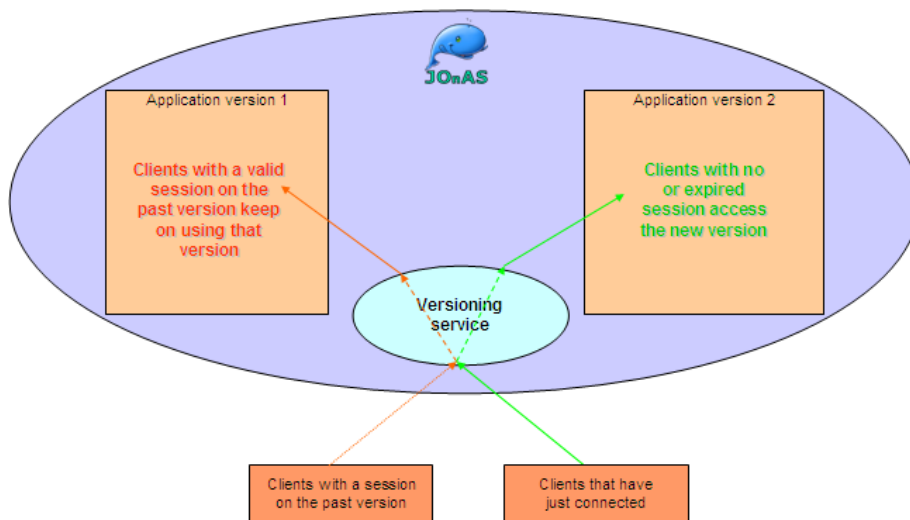 JOnAS
Application version 1
Application version 2
Clients with a valid
session on the
past version keep
on using that
version
Clients with no
or expired
session access
the new version
Versioning
service
Clients with a session
on the past version
Clients that have
just connected